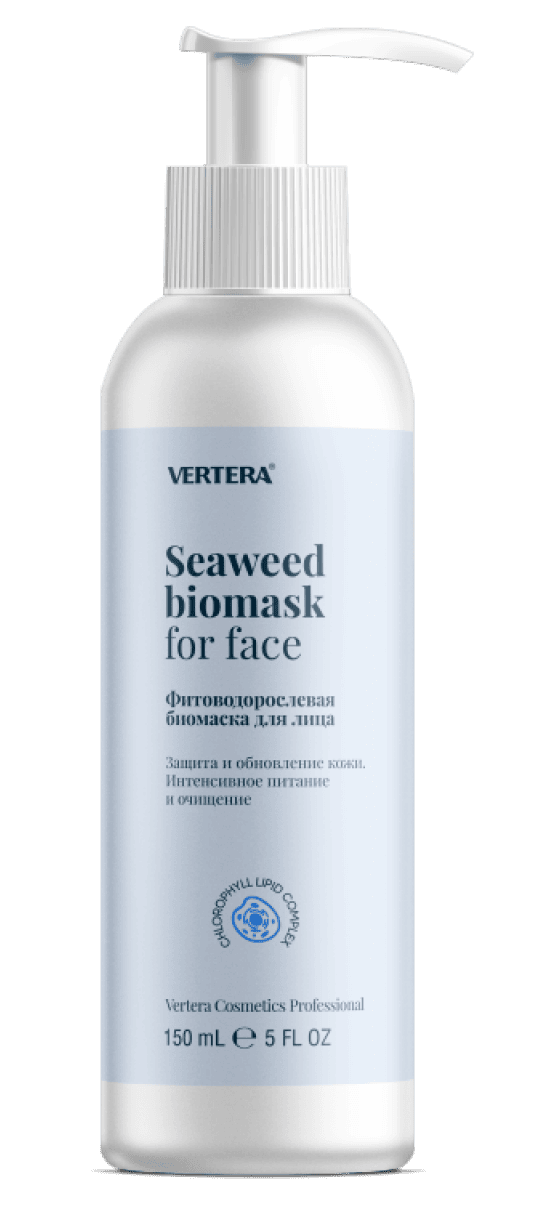 VERTERA®
Seaweed
biomask
for face
Фитоводорослевая
биомаска для лица
Защита и обновление кожи.
Интенсивное питание
и очищение
CHLOROPHYLL LIPID COMPLEX
Vertera Cosmetics Professional
150 mL ℮ 5 FL OZ